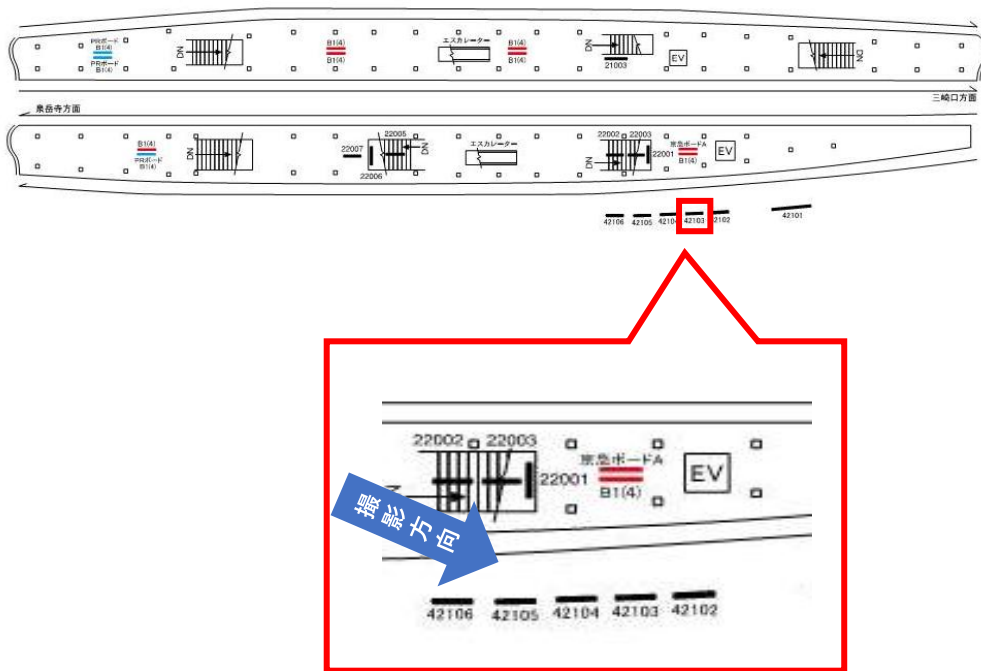 PRボード
B1(4)
PRボード
B1(4)
DN
B1(4)
B1(4)
エスカレーター
B1(4)
B1(4)
DN
21003
EV
DN
三崎口方面
泉岳寺方面
B1(4)
PRボード
B1(4)
DN
22007
22005
22006
DN
エスカレーター
22002
22003
22001
京急ボードA
B1(4)
EV
42106
42105
4210
42103
2102
42101
22002
22003
京急ボードA
22001
B1(4)
EV
撮影方向
42106
42105
42104
42103
42102